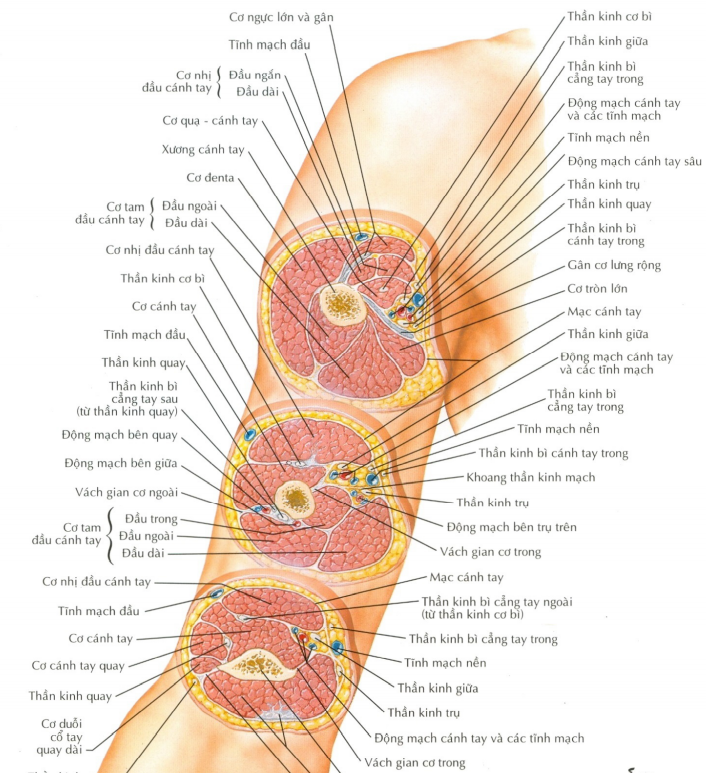 Cơ ngực lớn và gân
Tĩnh mạch đầu
Cơ nhị
đầu cánh tay
Đầu ngắn
Đầu dài
Cơ quạ - cánh tay
Xương cánh tay
Cơ denta
Cơ tam
đầu cánh tay
Đầu ngoài
Đầu dài
Cơ nhị đầu cánh tay
Thần kinh cơ bì
Cơ cánh tay
Tĩnh mạch đầu
Thần kinh quay
Thần kinh bì
cẳng tay sau
(từ thần kinh quay)
Động mạch bên quay
Động mạch bên giữa
Vách gian cơ ngoài
Cơ tam
đầu cánh tay
Đầu trong
Đầu ngoài
Đầu dài
Cơ nhị đầu cánh tay
Tĩnh mạch đầu
Cơ cánh tay
Cơ cánh tay quay
Thần kinh quay
Cơ duỗi
cổ tay
quay dài
Thần kinh cơ bì
Thần kinh giữa
Thần kinh bì
cẳng tay trong
Động mạch cánh tay
và các tĩnh mạch
Tĩnh mạch nền
Động mạch cánh tay sâu
Thần kinh trụ
Thần kinh quay
Thần kinh bì
cánh tay trong
Gân cơ lưng rộng
Cơ tròn lớn
Mạc cánh tay
Thần kinh giữa
Động mạch cánh tay
và các tĩnh mạch
Thần kinh bì
cẳng tay trong
Tĩnh mạch nền
Thần kinh bì cánh tay trong
Khoang thần kinh mạch
Thần kinh trụ
Động mạch bên trụ trên
Vách gian cơ trong
Mạc cánh tay
Thần kinh bì cẳng tay ngoài
(từ thần kinh cơ bì)
Thần kinh bì cẳng tay trong
Tĩnh mạch nền
Thần kinh giữa
Thần kinh trụ
Động mạch cánh tay và các tĩnh mạch
Vách gian cơ trong